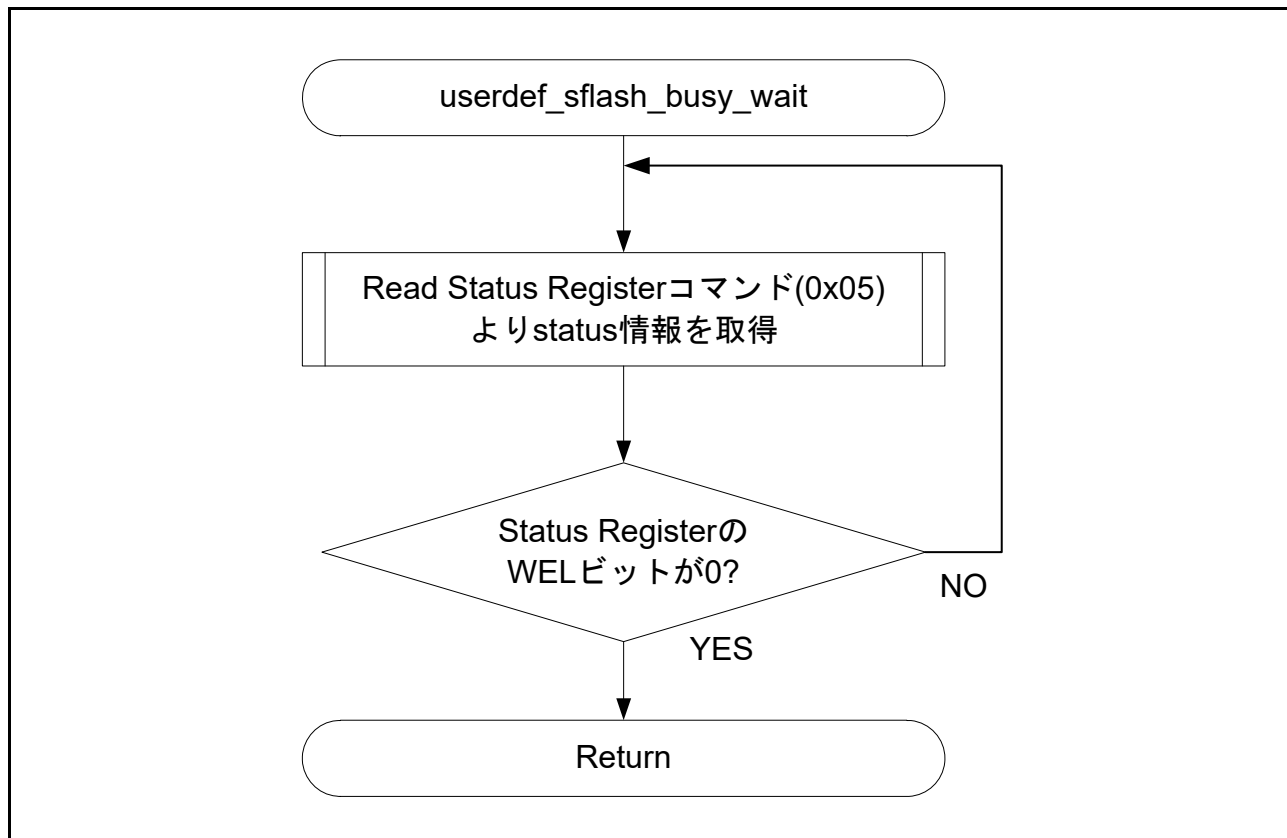 userdef_sflash_busy_wait
Read Status Registerコマンド(0x05)
よりstatus情報を取得
Status Registerの
WELビットが0?
NO
YES
Return